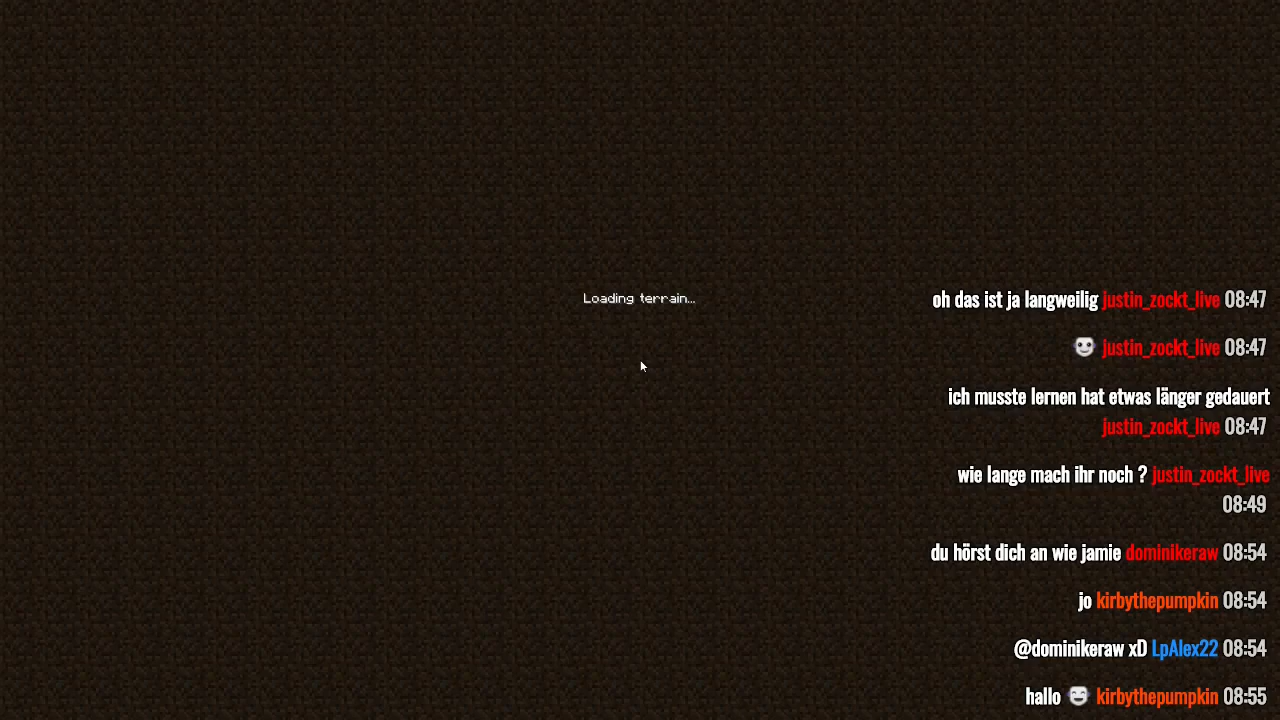 Loading terrain...
oh das ist ja langweilig justin_zockt_live 08:47
justin_zockt_live 08:47
ich musste lernen hat etwas länger gedauert
justin_zockt_live 08:47
wie lange mach ihr noch ? justin_zockt_live
08:49
du hörst dich an wie jamie dominikeraw 08:54
jo kirbythepumpkin 08:54
@dominikeraw xD LpAlex22 08:54
hallo kirbythepumpkin 08:55